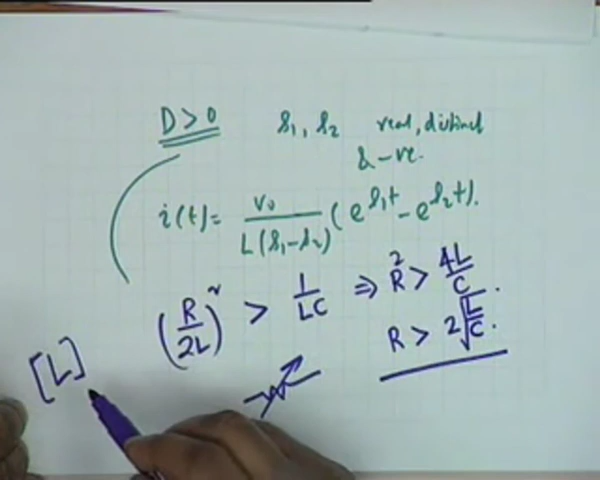 D > 0 s₁, s₂ real, distinct
& -ve.
i(t) = V₀ / L(s₁-s₂) (e^{s₁t} - e^{s₂t}).
(R/2L)² > 1/LC ⇒ R² > 4L/C.
R > 2√(L/C).
[L]